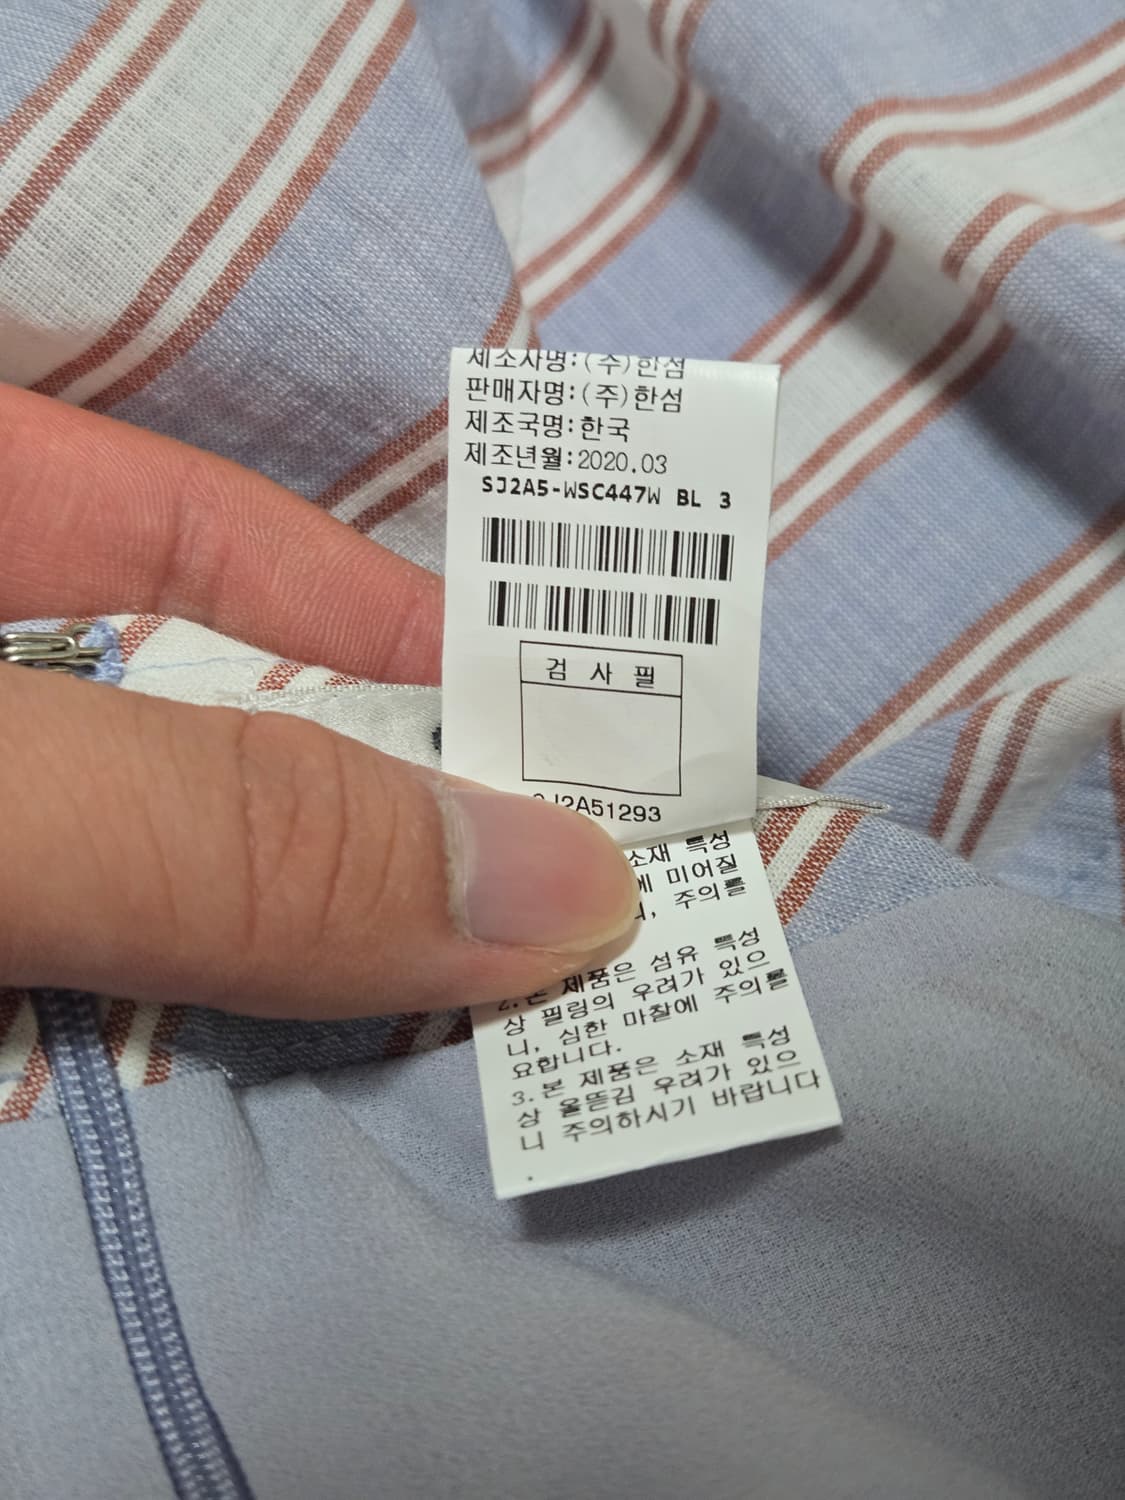 제조자명:(주)한섬
판매자명:(주)한섬
제조국명:한국
제조년월:2020.03
SJ2A5-WSC447W BL 3
검 사 필
J2A51293
소재 특성
에 미어질
주의를
2.본 제품은 섬유 특성
상 필링의 우려가 있으
니, 심한 마찰에 주의를
요합니다.
3.본 제품은 소재 특성
상 올뜯김 우려가 있으
니 주의하시기 바랍니다
.